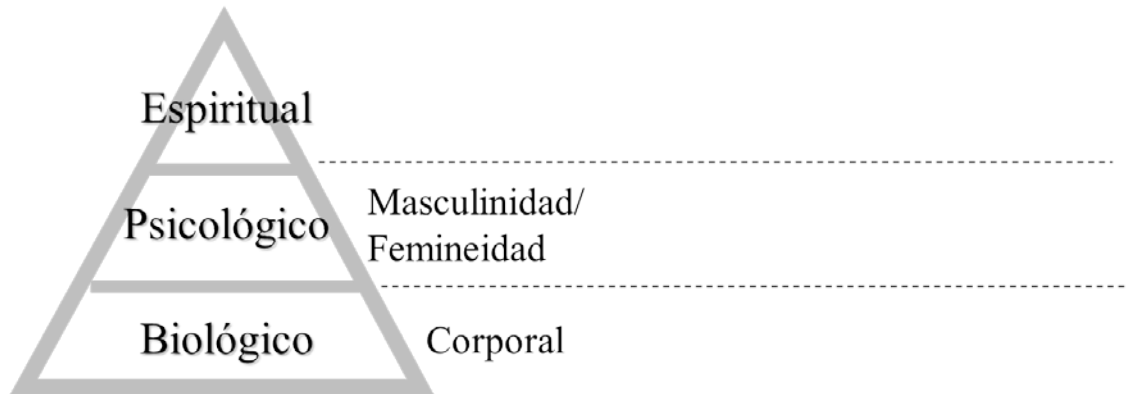 Espiritual
Masculinidad/
Psicológico
Femineidad
Biológico
Corporal